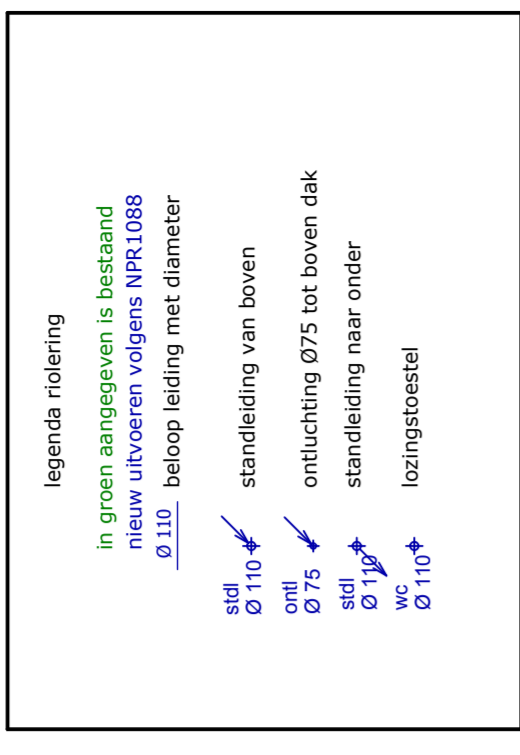 legenda riolering
in groen aangegeven is bestaand
nieuw uitvoeren volgens NPR1088
Ø 110 beloop leiding met diameter
stdl
Ø 110 standleiding van boven
ontl
Ø 75 ontluchting Ø75 tot boven dak
stdl
Ø 110 standleiding naar onder
wc
Ø 110 lozingstoestel